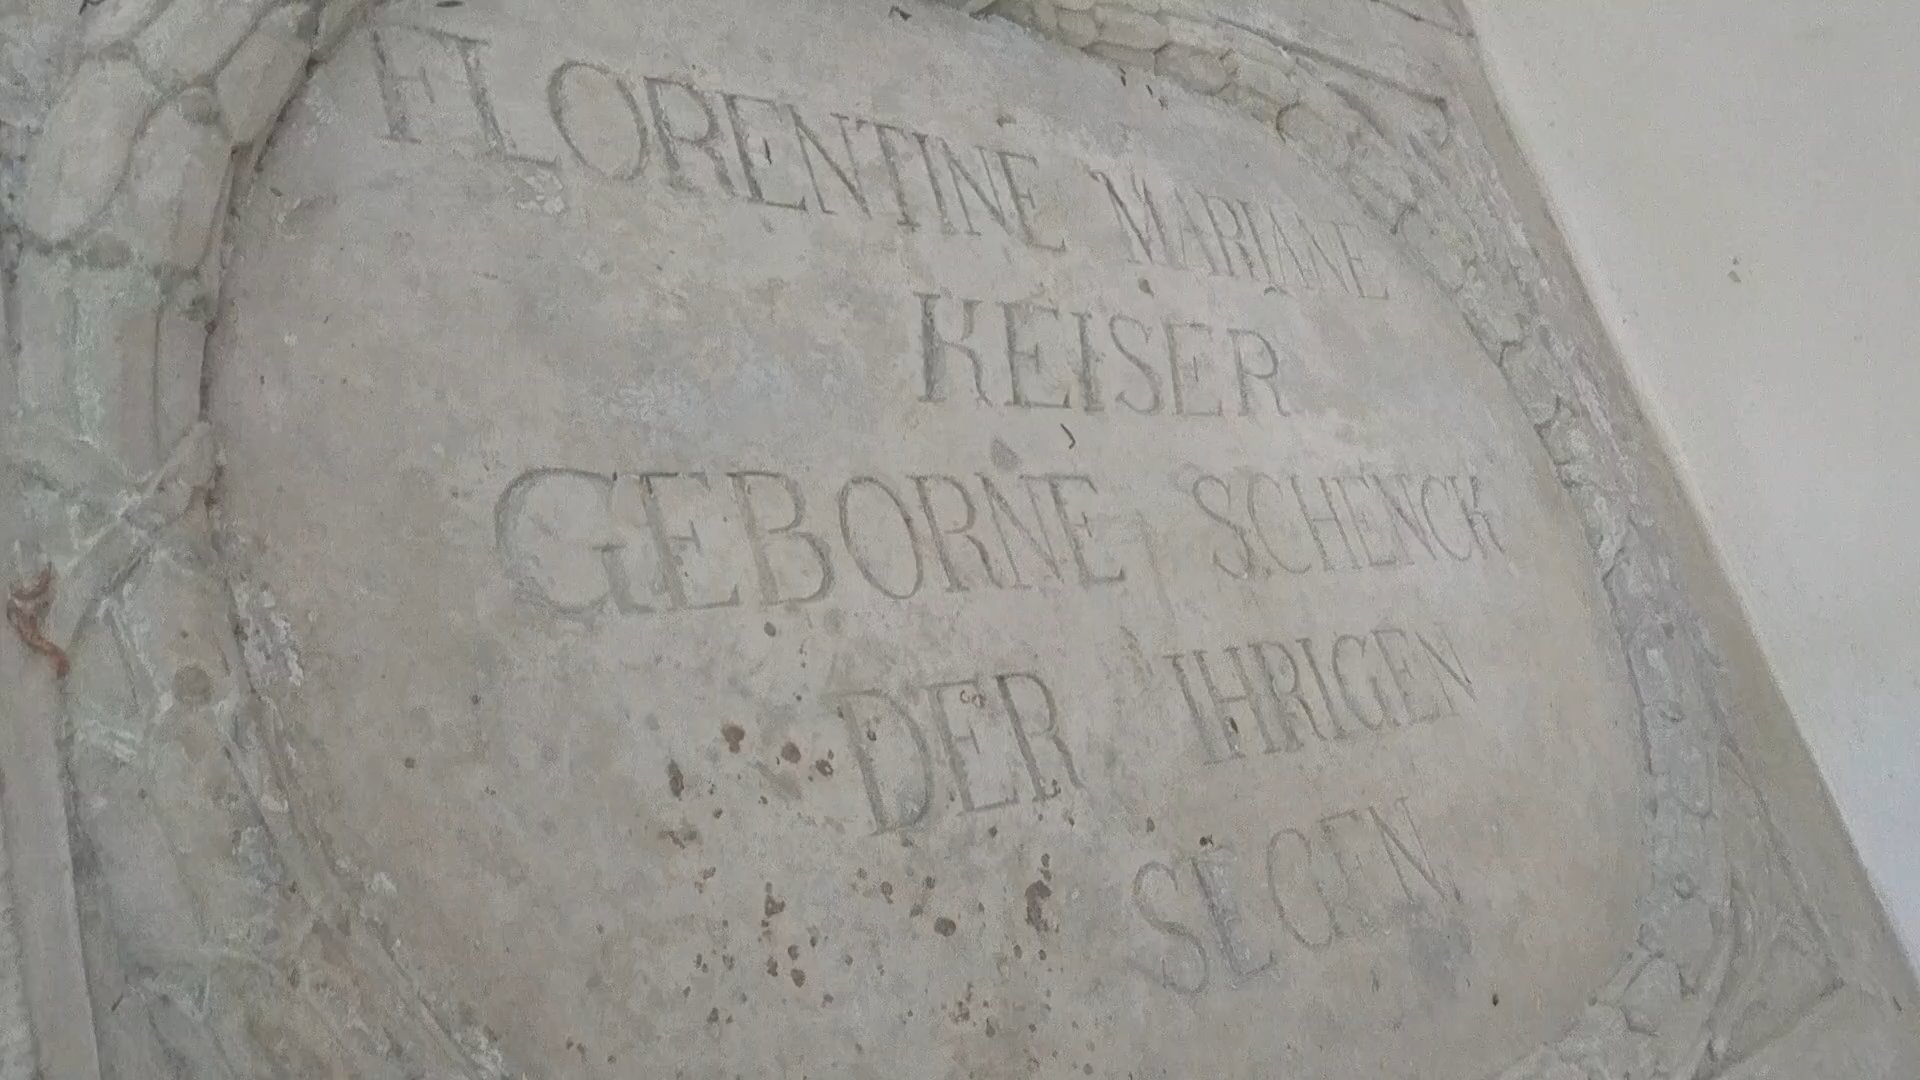 FLORENTINE MARIANE
KEISER
GEBORNE SCHENCK
DER IHRIGEN
SEGEN.